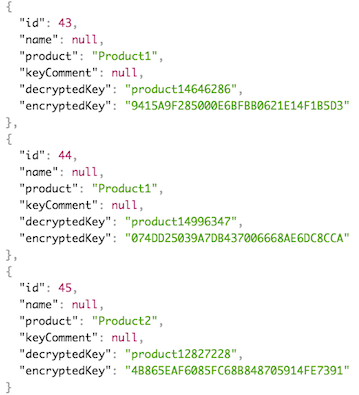 {
"id": 43,
"name": null,
"product": "Product1",
"keyComment": null,
"decryptedKey": "product14646286",
"encryptedKey": "9415A9F285000E6BFBB0621E14F1B5D3"
},
{
"id": 44,
"name": null,
"product": "Product1",
"keyComment": null,
"decryptedKey": "product14996347",
"encryptedKey": "074DD25039A7DB437006668AE6DC8CCA"
},
{
"id": 45,
"name": null,
"product": "Product2",
"keyComment": null,
"decryptedKey": "product12827228",
"encryptedKey": "4B865EAF6085FC68B848705914FE7391"
}